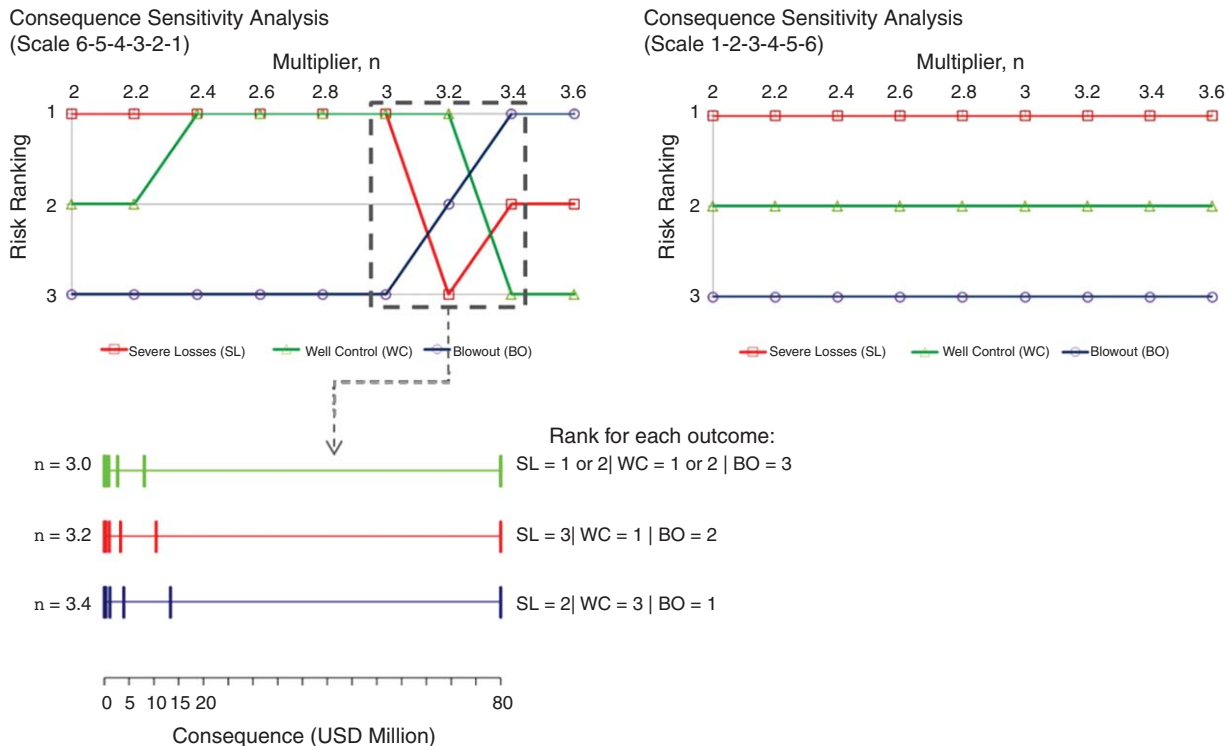 Consequence Sensitivity Analysis
(Scale 6-5-4-3-2-1)
Multiplier, n
2 2.2 2.4 2.6 2.8 3 3.2 3.4 3.6
Risk Ranking
1
2
3
Severe Losses (SL) Well Control (WC) Blowout (BO)
Consequence Sensitivity Analysis
(Scale 1-2-3-4-5-6)
Multiplier, n
2 2.2 2.4 2.6 2.8 3 3.2 3.4 3.6
Risk Ranking
1
2
3
Severe Losses (SL) Well Control (WC) Blowout (BO)
Rank for each outcome:
n = 3.0 SL = 1 or 2| WC = 1 or 2 | BO = 3
n = 3.2 SL = 3| WC = 1 | BO = 2
n = 3.4 SL = 2| WC = 3 | BO = 1
0 5 10 15 20 80
Consequence (USD Million)